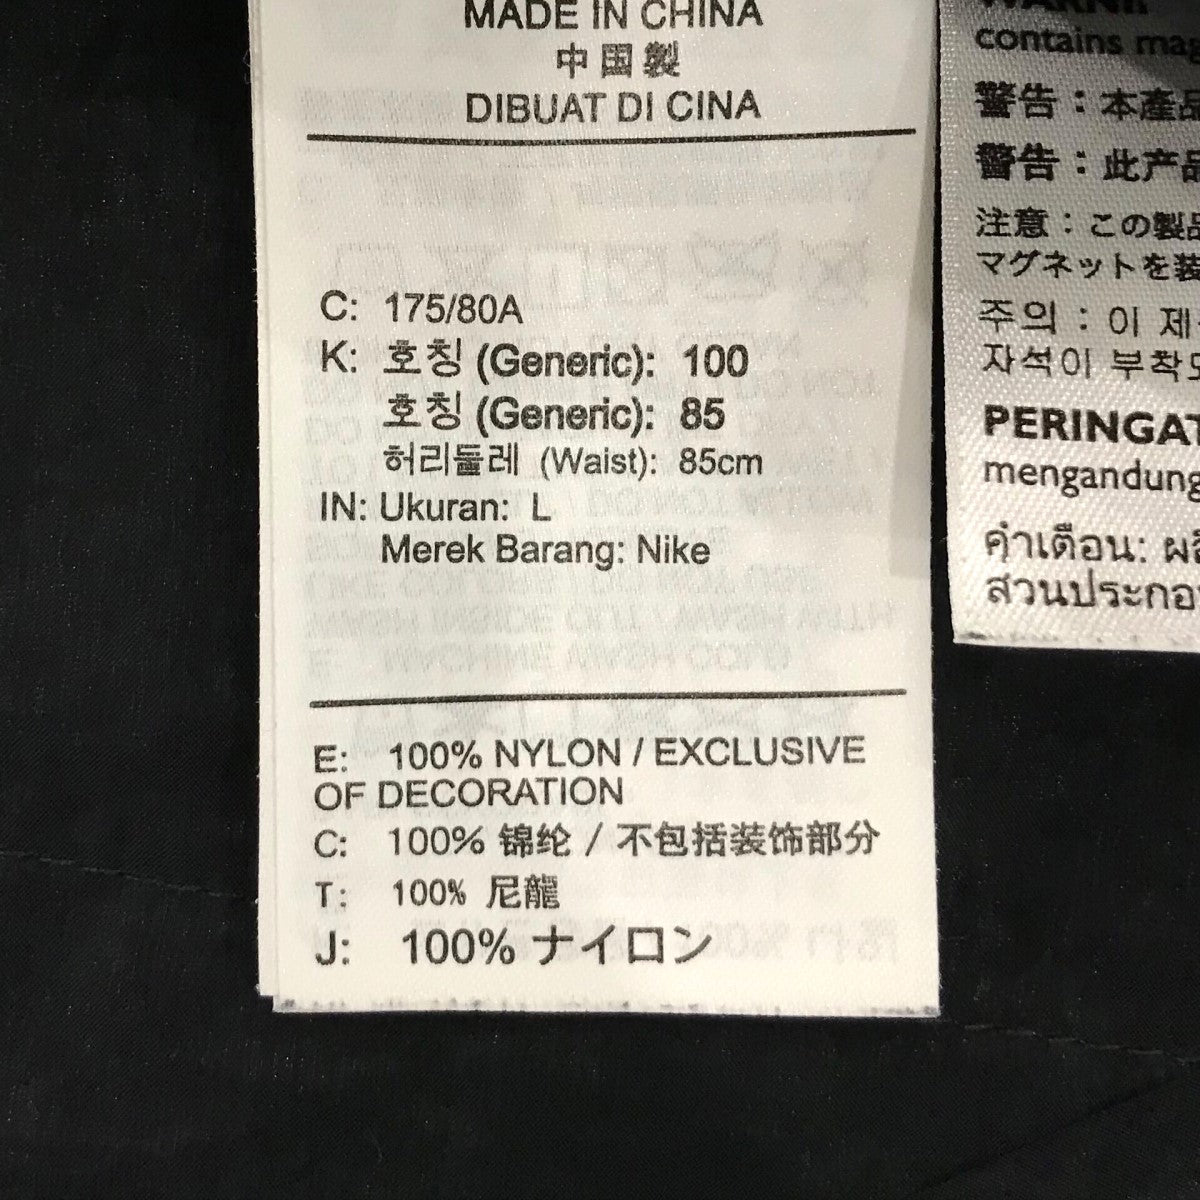 MADE IN CHINA
中国製
DIBUAT DI CINA
C: 175/80A
K: 호칭 (Generic): 100
호칭 (Generic): 85
허리둘레 (Waist): 85cm
IN: Ukuran: L
Merek Barang: Nike
E: 100% NYLON / EXCLUSIVE
OF DECORATION
C: 100% 锦纶 / 不包括装饰部分
T: 100% 尼龍
J: 100% ナイロン
contains
警告：本產品
警告：此产品
注意：この製品
マグネットを装
주의 : 이 제
자석이 부착
PERINGAT
mengandung
คำเตือน:
ส่วนประกอ